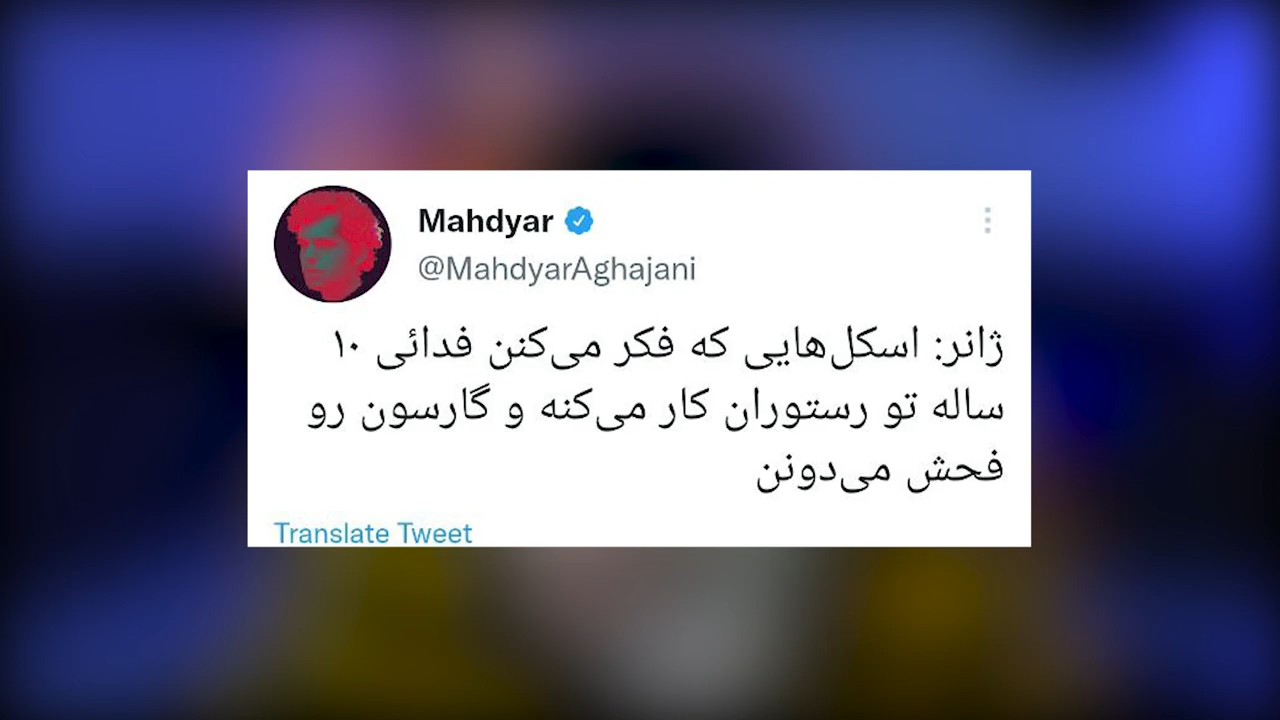 Mahdyar
@MahdyarAghajani
ژانر: اسکل‌هایی که فکر می‌کنن فدائی ۱۰
ساله تو رستوران کار می‌کنه و گارسون رو
فحش می‌دونن
Translate Tweet